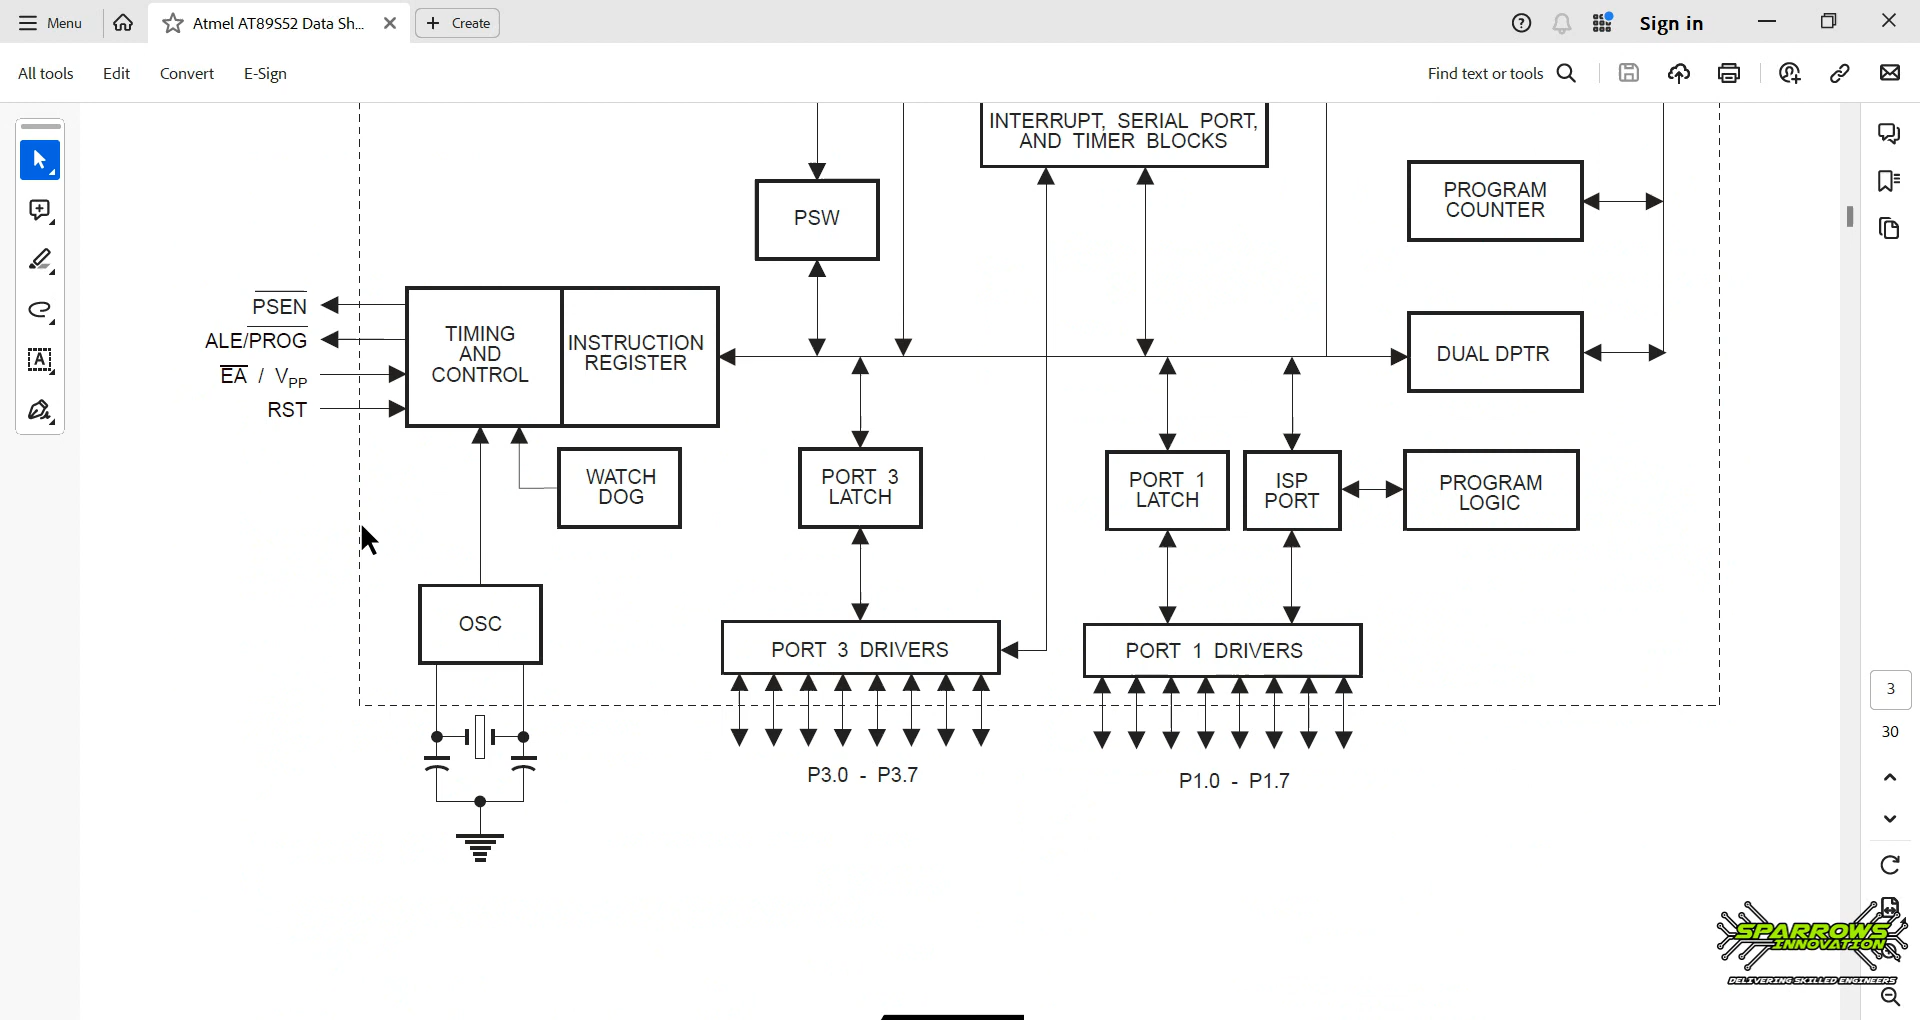 Menu
Atmel AT89S52 Data Sh...
Create
Sign in
All tools
Edit
Convert
E-Sign
Find text or tools
INTERRUPT, SERIAL PORT,
AND TIMER BLOCKS
PROGRAM
COUNTER
PSW
PSEN
ALE/PROG
EA / VPP
RST
TIMING
AND
CONTROL
INSTRUCTION
REGISTER
DUAL DPTR
WATCH
DOG
PORT 3
LATCH
PORT 1
LATCH
ISP
PORT
PROGRAM
LOGIC
OSC
PORT 3 DRIVERS
PORT 1 DRIVERS
P3.0 - P3.7
P1.0 - P1.7
3
30
SPARROWS
INNOVATION
DELIVERING SKILLED ENGINEERS